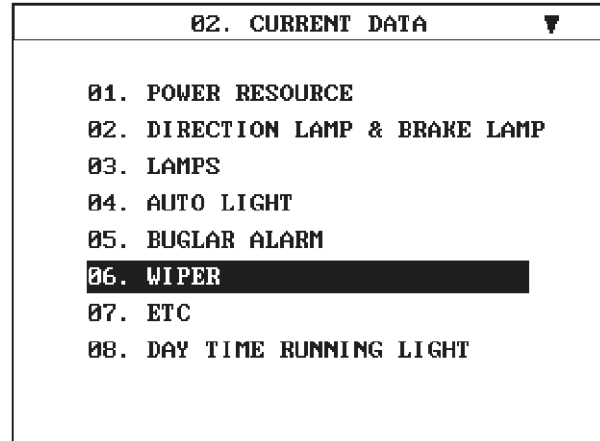 02. CURRENT DATA ▼
01. POWER RESOURCE
02. DIRECTION LAMP & BRAKE LAMP
03. LAMPS
04. AUTO LIGHT
05. BUGLAR ALARM
06. WIPER
07. ETC
08. DAY TIME RUNNING LIGHT